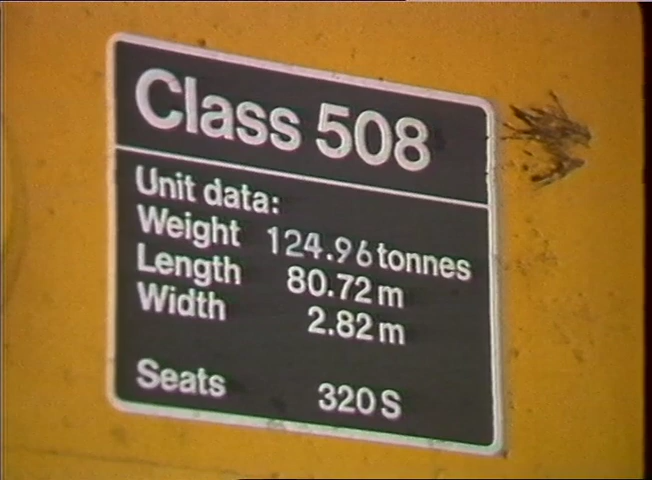 Class 508
Unit data:
Weight 124.96 tonnes
Length 80.72 m
Width 2.82 m
Seats 320 S